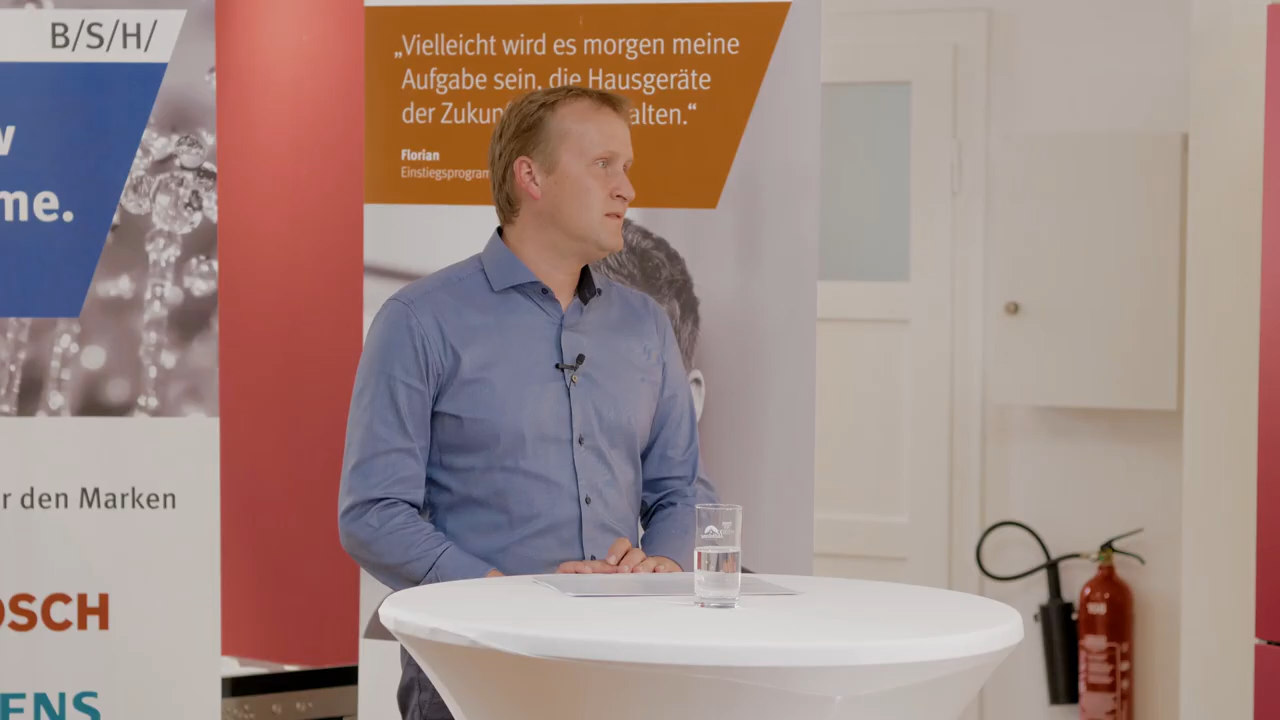 B/S/H/
me.
r den Marken
OSCH
ENS
„Vielleicht wird es morgen meine
Aufgabe sein, die Hausgeräte
der Zukun alten.“
Florian
Einstiegsprogram